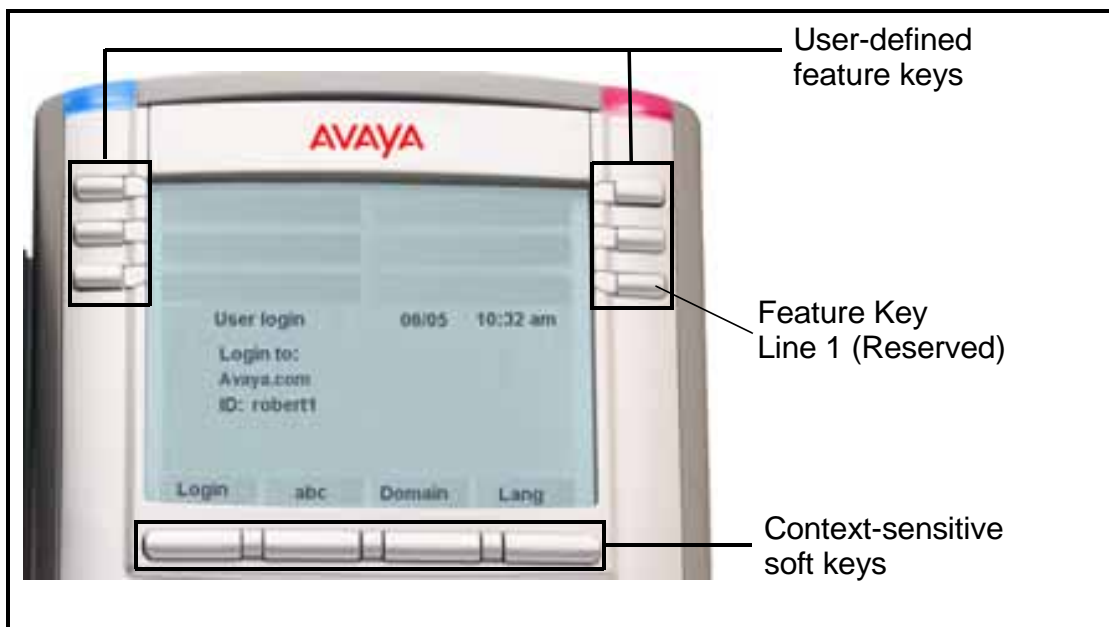 User-defined
feature keys
AVAYA
User login 06/05 10:32 am
Login to:
Avaya.com
ID: robert1
Feature Key
Line 1 (Reserved)
Login abc Domain Lang
Context-sensitive
soft keys